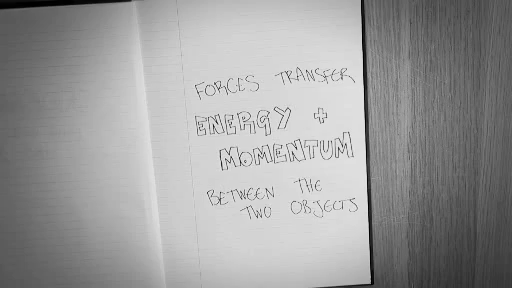 FORCES TRANSFER
ENERGY +
MOMENTUM
BETWEEN THE
TWO OBJECTS